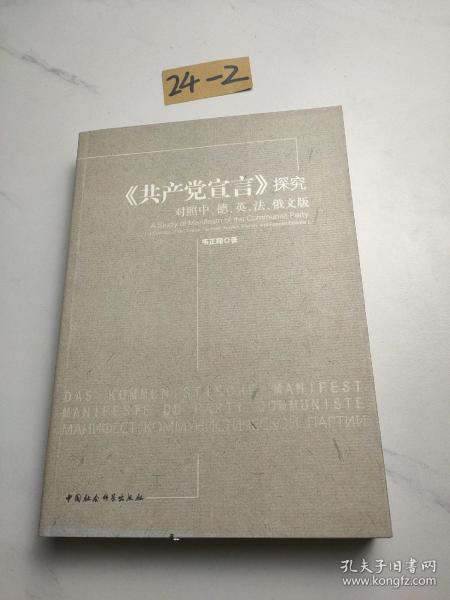 24-2
《共产党宣言》探究
对照中、德、英、法、俄文版
A Study of Manifesto of the Communist Party
韦正翔◎著
DAS KOMMUNISTISCHE MANIFEST
MANIFESTE DU PARTY COMMUNISTE
МАНИФЕСТ КОММУНИСТИЧЕСКОЙ ПАРТИИ
中国社会科学出版社
孔夫子旧书网
www.kongfz.com